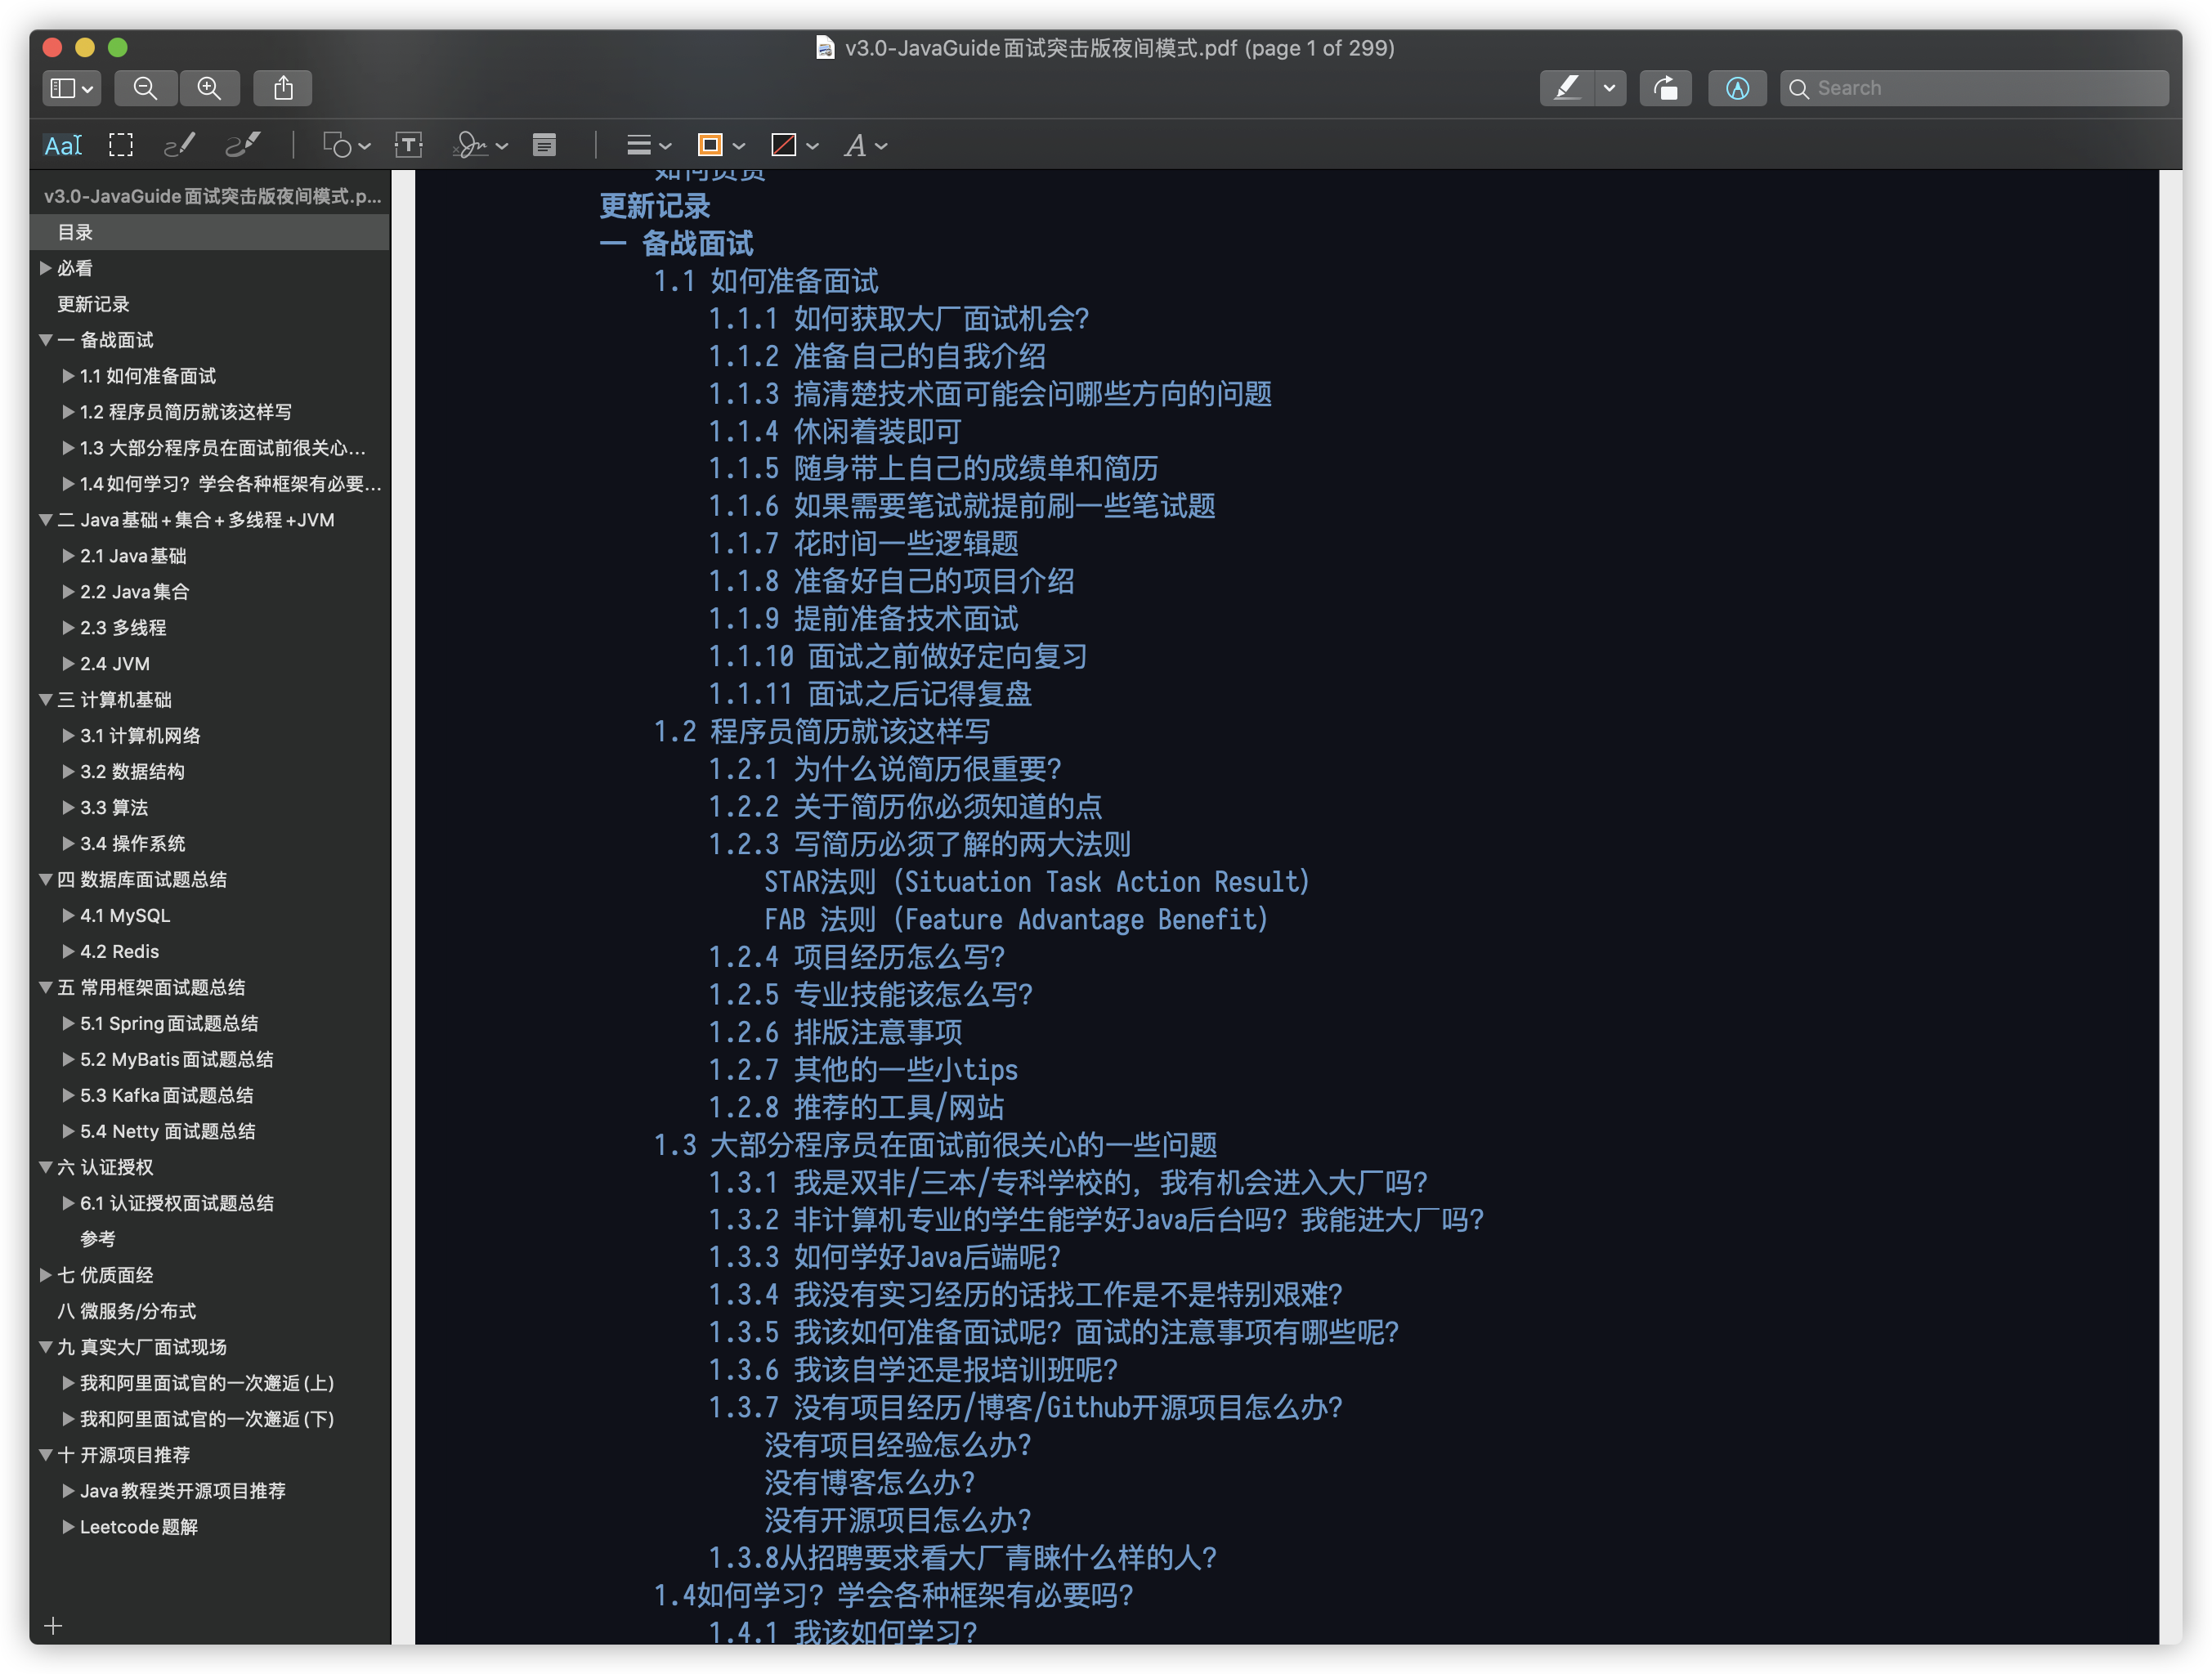 v3.0-JavaGuide面试突击版夜间模式.pdf (page 1 of 299)
Search
v3.0-JavaGuide面试突击版夜间模式.p...
目录
必看
更新记录
一 备战面试
1.1 如何准备面试
1.2 程序员简历就该这样写
1.3 大部分程序员在面试前很关心...
1.4如何学习？学会各种框架有必要...
二 Java基础+集合+多线程+JVM
2.1 Java基础
2.2 Java集合
2.3 多线程
2.4 JVM
三 计算机基础
3.1 计算机网络
3.2 数据结构
3.3 算法
3.4 操作系统
四 数据库面试题总结
4.1 MySQL
4.2 Redis
五 常用框架面试题总结
5.1 Spring面试题总结
5.2 MyBatis面试题总结
5.3 Kafka面试题总结
5.4 Netty 面试题总结
六 认证授权
6.1 认证授权面试题总结
参考
七 优质面经
八 微服务/分布式
九 真实大厂面试现场
我和阿里面试官的一次邂逅(上)
我和阿里面试官的一次邂逅(下)
十 开源项目推荐
Java教程类开源项目推荐
Leetcode题解
更新记录
一 备战面试
1.1 如何准备面试
1.1.1 如何获取大厂面试机会？
1.1.2 准备自己的自我介绍
1.1.3 搞清楚技术面可能会问哪些方向的问题
1.1.4 休闲着装即可
1.1.5 随身带上自己的成绩单和简历
1.1.6 如果需要笔试就提前刷一些笔试题
1.1.7 花时间一些逻辑题
1.1.8 准备好自己的项目介绍
1.1.9 提前准备技术面试
1.1.10 面试之前做好定向复习
1.1.11 面试之后记得复盘
1.2 程序员简历就该这样写
1.2.1 为什么说简历很重要？
1.2.2 关于简历你必须知道的点
1.2.3 写简历必须了解的两大法则
STAR法则（Situation Task Action Result）
FAB 法则（Feature Advantage Benefit）
1.2.4 项目经历怎么写？
1.2.5 专业技能该怎么写？
1.2.6 排版注意事项
1.2.7 其他的一些小tips
1.2.8 推荐的工具/网站
1.3 大部分程序员在面试前很关心的一些问题
1.3.1 我是双非/三本/专科学校的，我有机会进入大厂吗？
1.3.2 非计算机专业的学生能学好Java后台吗？我能进大厂吗？
1.3.3 如何学好Java后端呢？
1.3.4 我没有实习经历的话找工作是不是特别艰难？
1.3.5 我该如何准备面试呢？面试的注意事项有哪些呢？
1.3.6 我该自学还是报培训班呢？
1.3.7 没有项目经历/博客/Github开源项目怎么办？
没有项目经验怎么办？
没有博客怎么办？
没有开源项目怎么办？
1.3.8从招聘要求看大厂青睐什么样的人？
1.4如何学习？学会各种框架有必要吗？
1.4.1 我该如何学习？